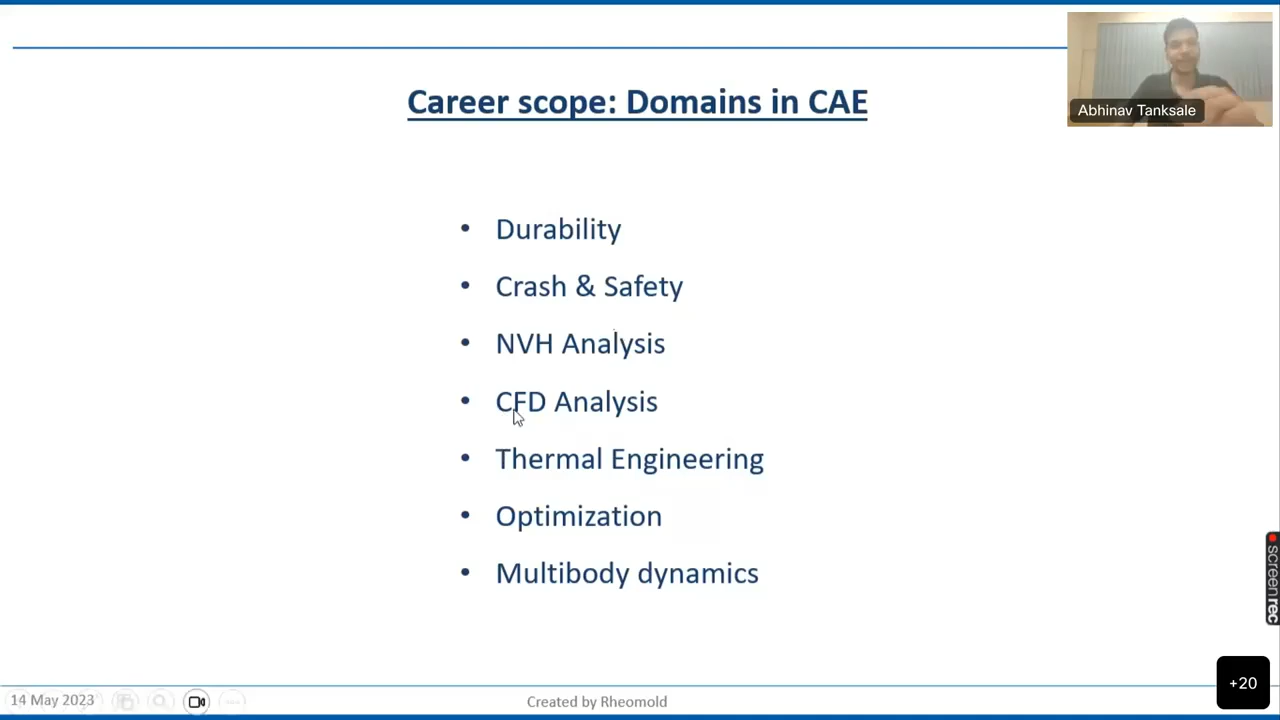 Career scope: Domains in CAE
Abhinav Tanksale
• Durability
• Crash & Safety
• NVH Analysis
• CFD Analysis
• Thermal Engineering
• Optimization
• Multibody dynamics
screenrec
+20
14 May 2023
Created by Rheomold